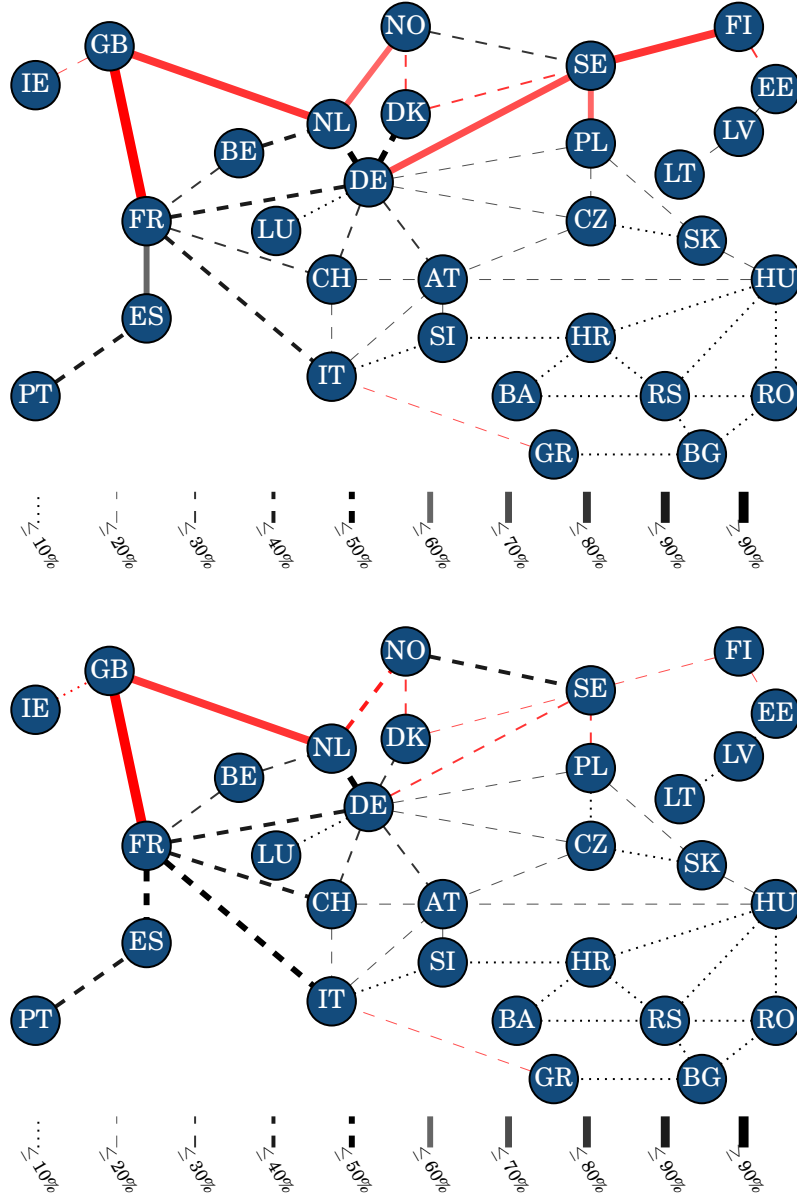 NO
FI
GB
SE
IE
EE
DK
NL
LV
BE
PL
LT
DE
FR
LU
CZ
SK
CH
AT
HU
ES
SI
HR
IT
PT
BA
RS
RO
GR
BG
≤ 10%
≤ 20%
≤ 30%
≤ 40%
≤ 50%
≤ 60%
≤ 70%
≤ 80%
≤ 90%
≤ 90%
NO
FI
GB
SE
IE
EE
DK
NL
LV
BE
PL
LT
DE
FR
LU
CZ
SK
CH
AT
HU
ES
SI
HR
IT
PT
BA
RS
RO
GR
BG
≤ 10%
≤ 20%
≤ 30%
≤ 40%
≤ 50%
≤ 60%
≤ 70%
≤ 80%
≤ 90%
≤ 90%